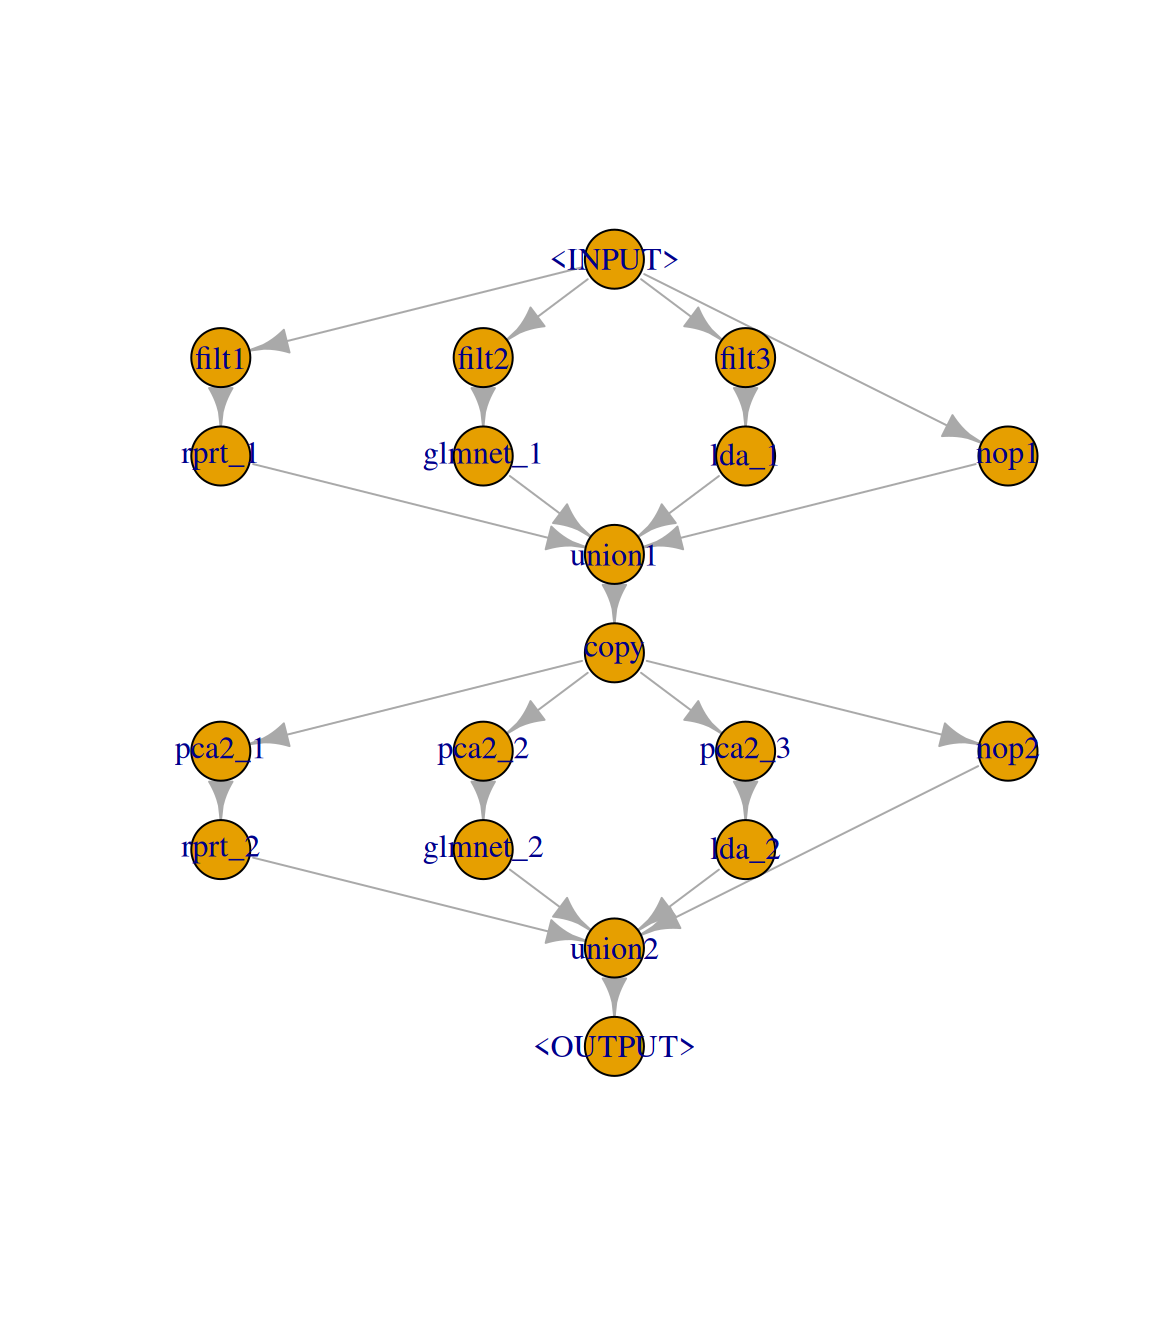 <INPUT>
filt1 filt2 filt3
rprt_1 glmnet_1 lda_1 nop1
union1
copy
pca2_1 pca2_2 pca2_3 nop2
rprt_2 glmnet_2 lda_2
union2
<OUTPUT>